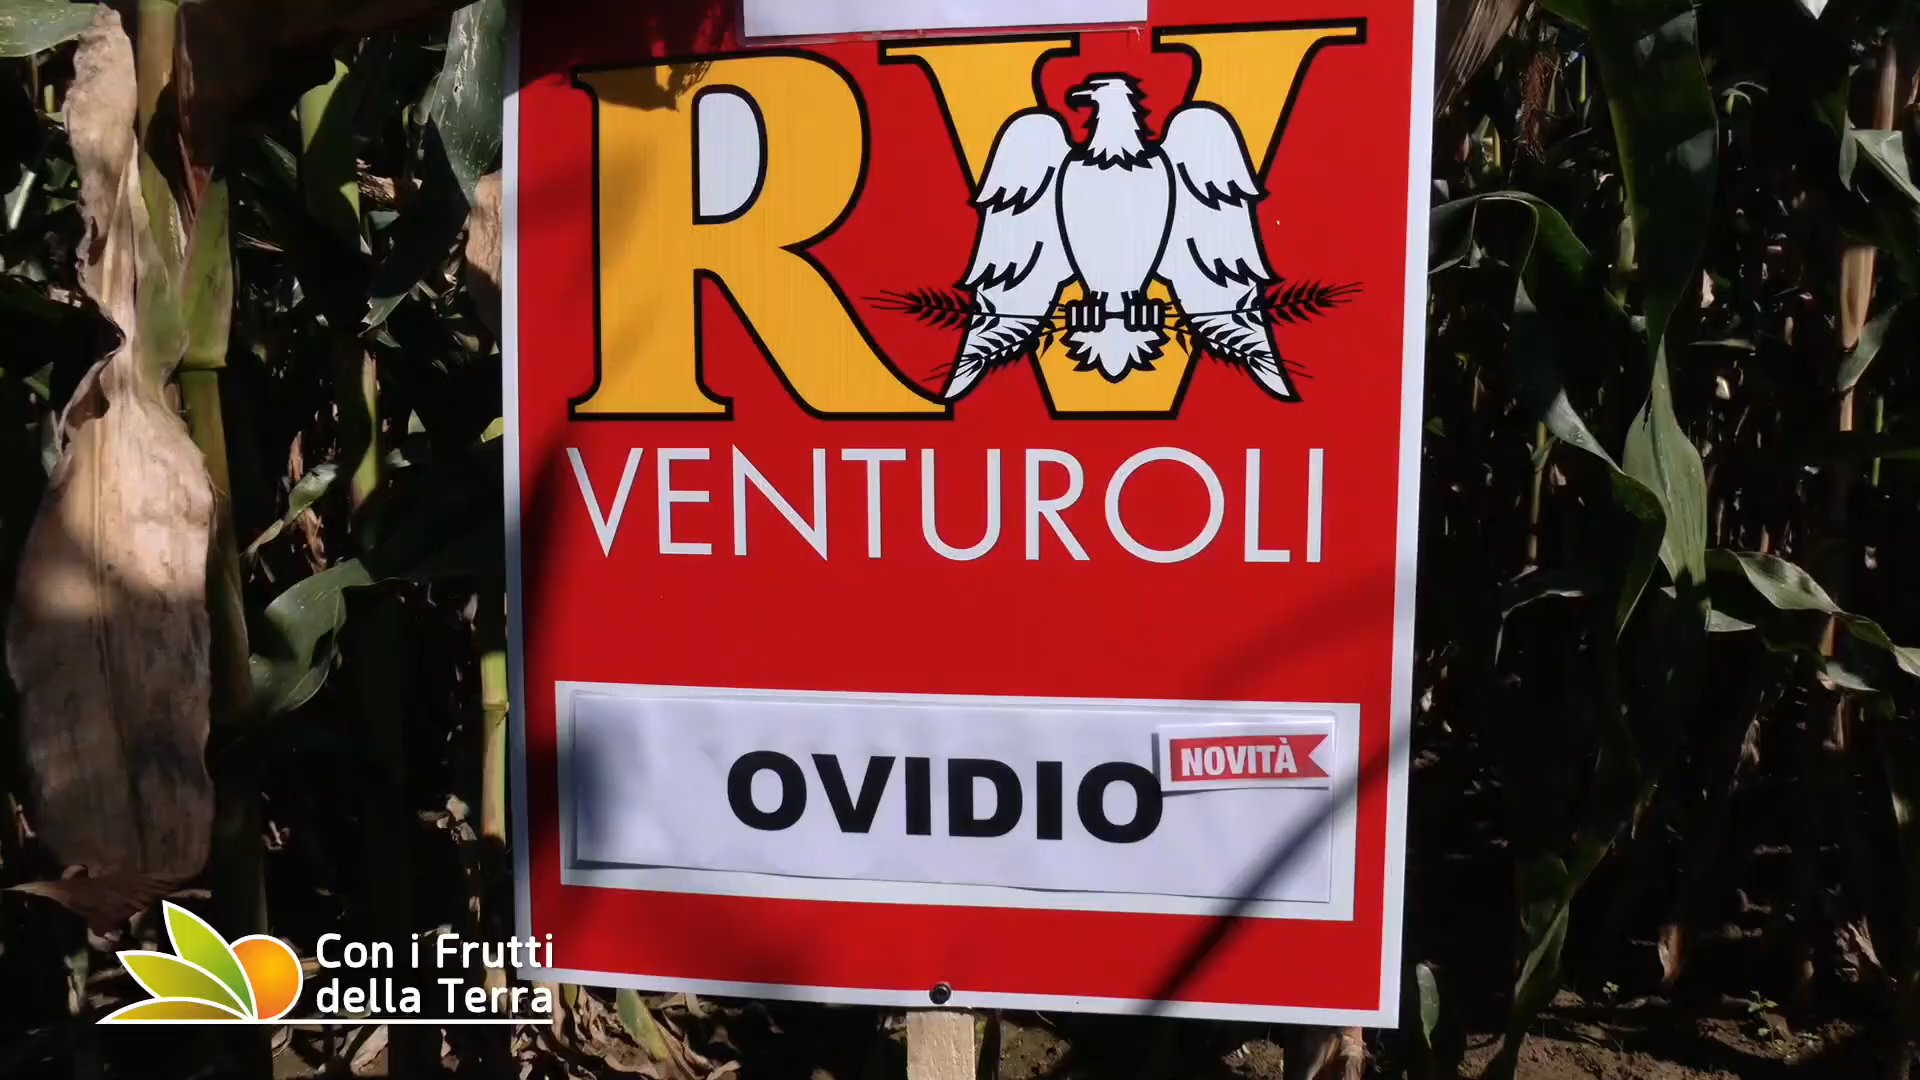 RV
VENTUROLI
OVIDIO
NOVITÀ
Con i Frutti
della Terra